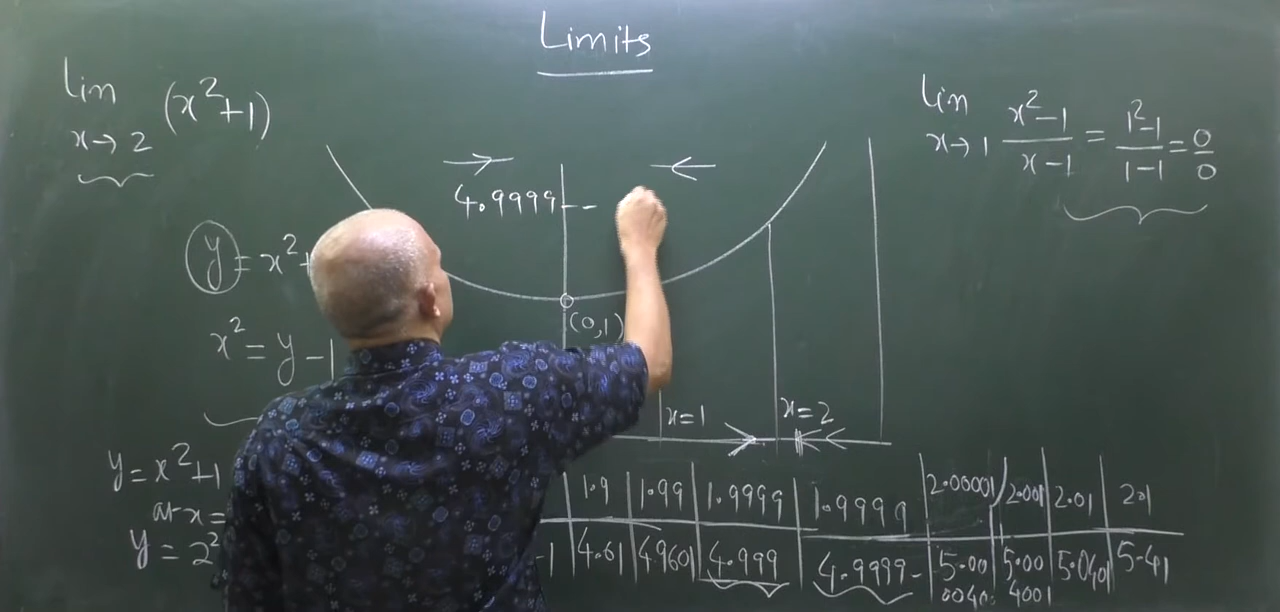 Limits
Lim
x→2 (x²+1)
Lim
x→1 x²-1/x-1 = 1²-1/1-1 = 0/0
4.9999
y = x²+
x² = y-1
(0,1)
x=1 x=2
y = x²+1
at x=
y = 2²
1.9 1.99 1.9999 1.9999 2.00001 2.001 2.01 2.1
-1 4.61 4.9601 4.999 4.9999- 5.00 0040 5.00 4001 5.0401 5.41